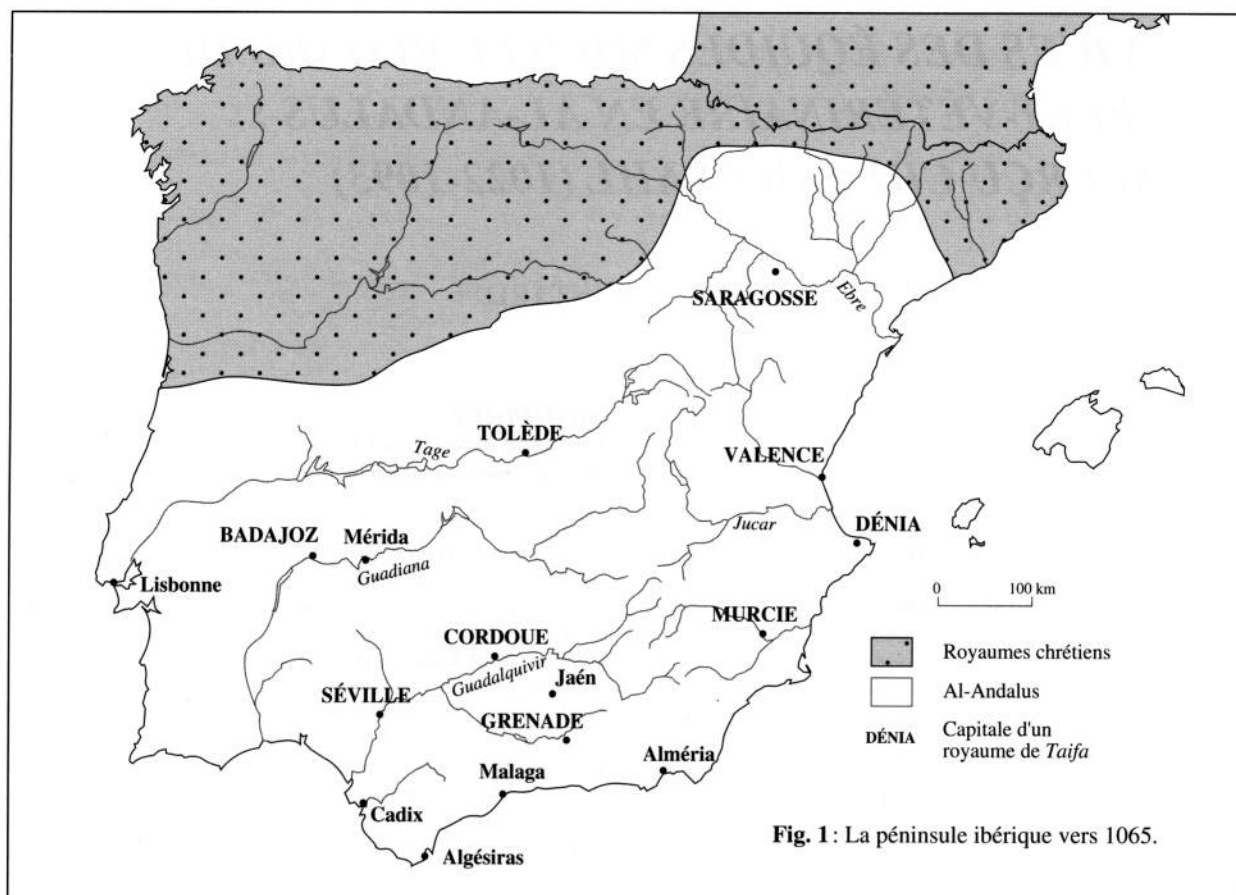 SARAGOSSE
Ebre
TOLÈDE
Tage
VALENCE
Jucar
DÉNIA
BADAJOZ
Mérida
Guadiana
Lisbonne
0 100 km
MURCIE
CORDOUE
Guadalquivir
Jaén
SÉVILLE
GRENADE
Alméria
Malaga
Cadix
Algésiras
Royaumes chrétiens
Al-Andalus
DÉNIA Capitale d'un
royaume de Taifa
Fig. 1 : La péninsule ibérique vers 1065.